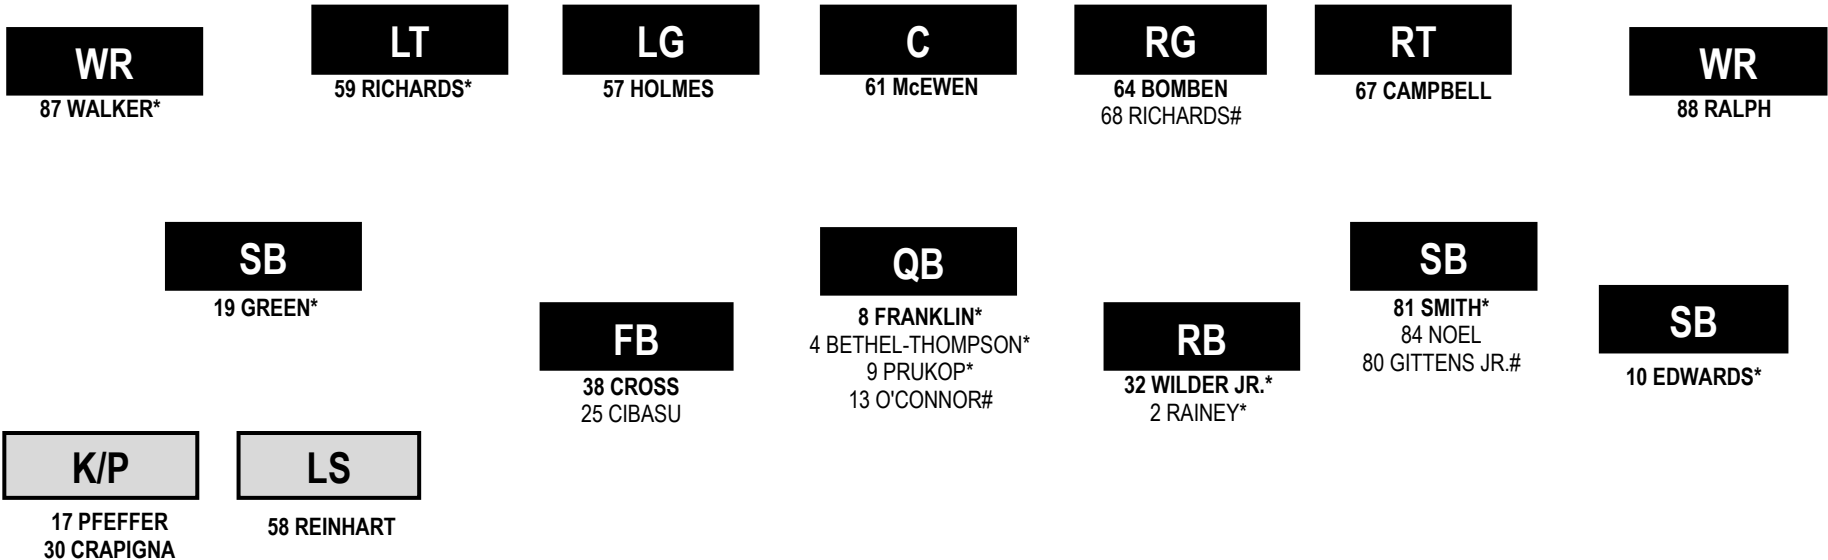 WR
87 WALKER*
LT
59 RICHARDS*
LG
57 HOLMES
C
61 McEWEN
RG
64 BOMBEN
68 RICHARDS#
RT
67 CAMPBELL
WR
88 RALPH
SB
19 GREEN*
FB
38 CROSS
25 CIBASU
QB
8 FRANKLIN*
4 BETHEL-THOMPSON*
9 PRUKOP*
13 O'CONNOR#
RB
32 WILDER JR.*
2 RAINEY*
SB
81 SMITH*
84 NOEL
80 GITTENS JR.#
SB
10 EDWARDS*
K/P
17 PFEFFER
30 CRAPIGNA
LS
58 REINHART